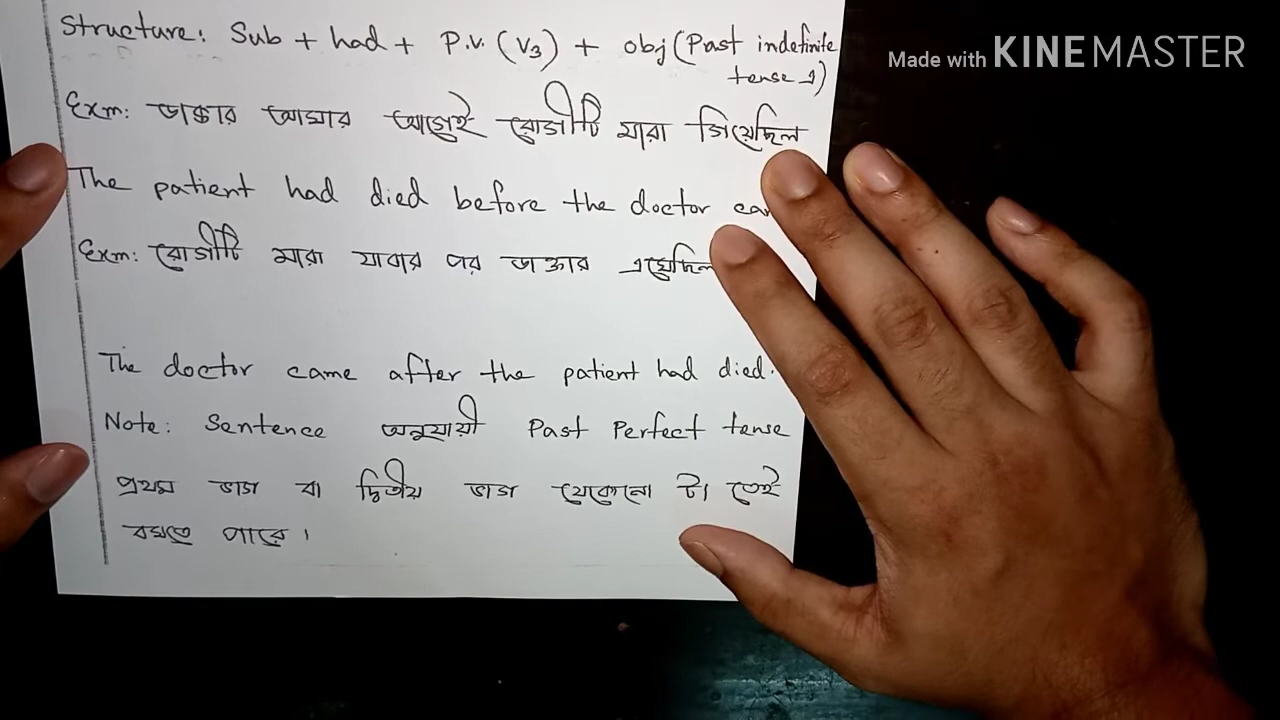 Structure: Sub + had + P.V. (V3) + obj (Past indefinite
tense এ)
Made with KINEMASTER
Exm: ডাক্তার আসার আগেই রোগীটি মারা গিয়েছিল
The patient had died before the doctor
Exm: রোগীটি মারা যাবার পর ডাক্তার এসেছিল
The doctor came after the patient had died.
Note: Sentence অনুযায়ী Past Perfect tense
প্রথম ভাগ বা দ্বিতীয় ভাগ যেকোনো টা তেই
বসতে পারে।